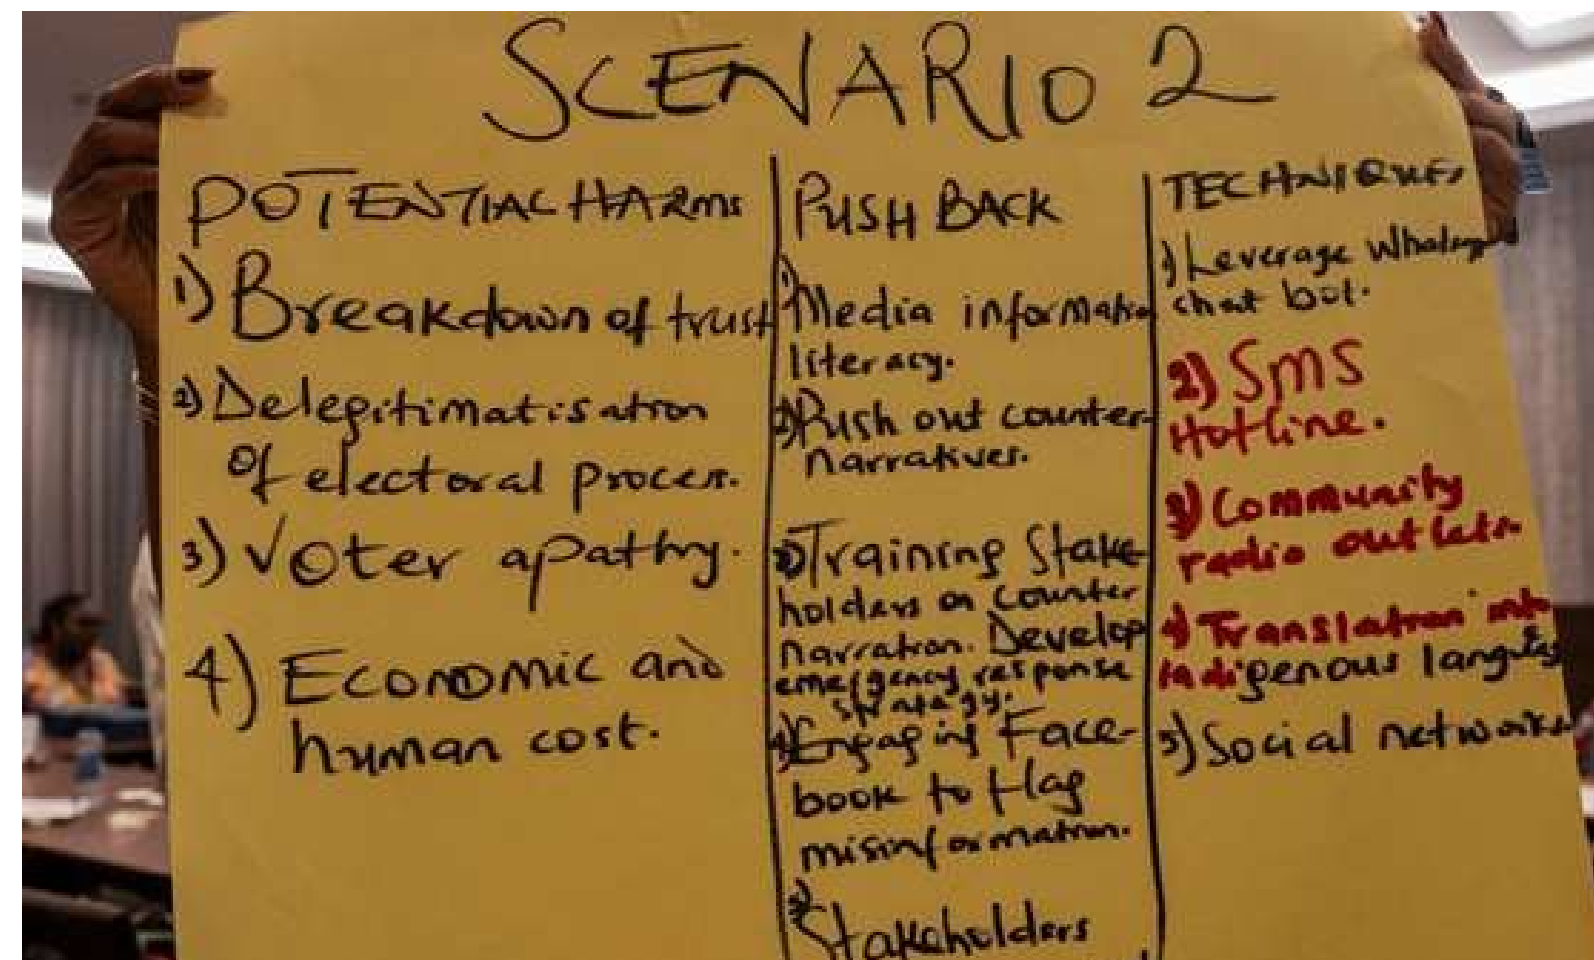 SCENARIO 2
POTENTIAL HARMS
1) Breakdown of trust
2) Delegitimatisation
of electoral process.
3) Voter apathy.
4) Economic and
human cost.
PUSH BACK
1) Media information
literacy.
2) Push out counter-
narratives.
3) Training Stake-
holders on counter
narration. Develop
emergency response
strategy.
4) Engaging Face-
book to flag
misinformation.
5) Stakeholders
TECHNIQUES
1) Leverage Whatsapp
chat bot.
2) SMS
Hotline.
3) Community
radio outlets.
4) Translation into
indigenous languages
5) Social networks